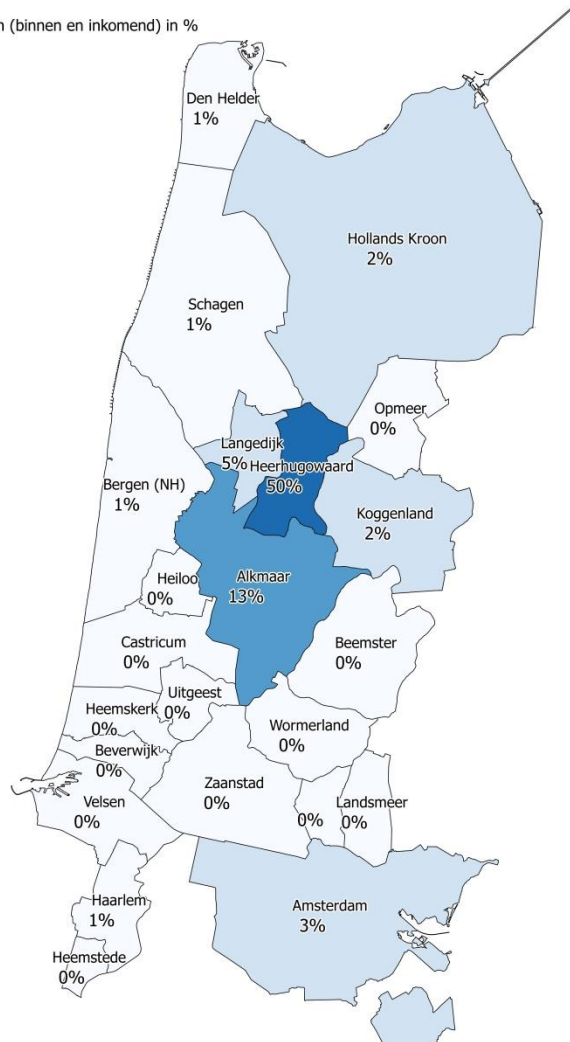 n (binnen en inkomend) in %
Den Helder
1%
Hollands Kroon
2%
Schagen
1%
Opmeer
0%
Langedijk
5%
Heerhugowaard
50%
Bergen (NH)
1%
Koggenland
2%
Heiloo
0%
Alkmaar
13%
Castricum
0%
Beemster
0%
Uitgeest
0%
Heemskerk
0%
Wormerland
0%
Beverwijk
0%
Zaanstad
0%
Velsen
0%
0%
Landsmeer
0%
Haarlem
1%
Amsterdam
3%
Heemstede
0%